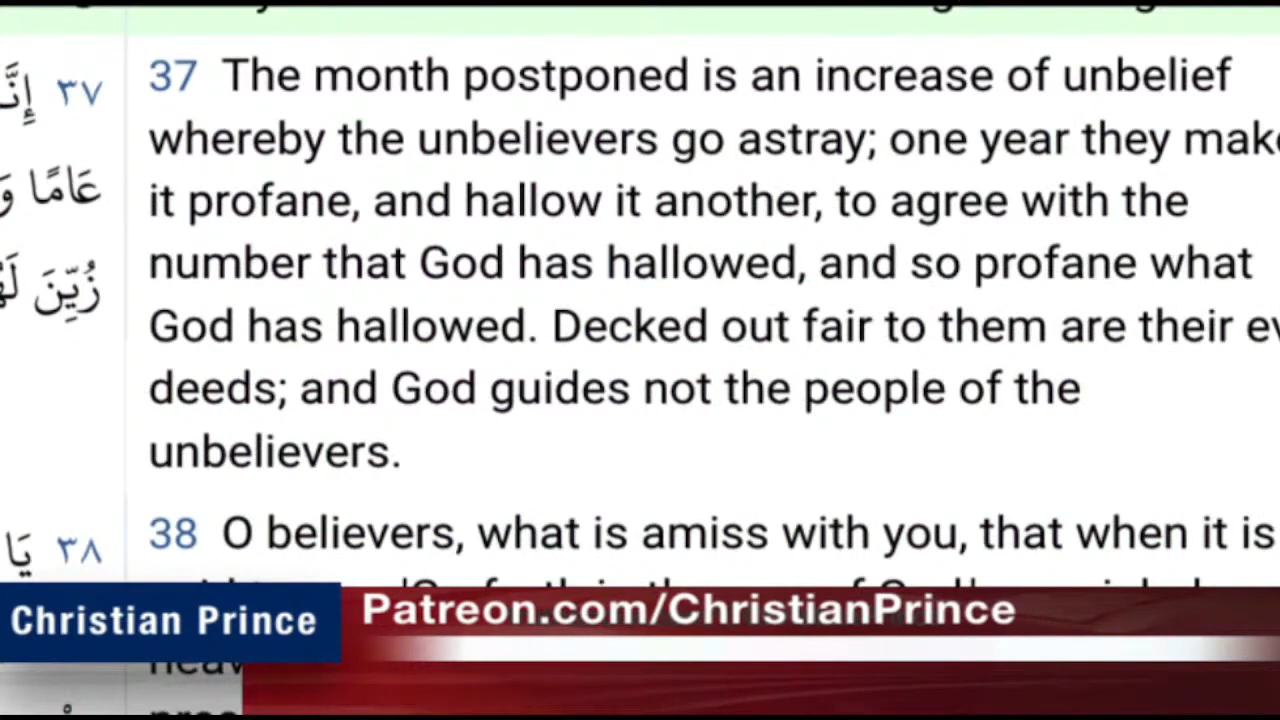 37 The month postponed is an increase of unbelief
٣٧ إِنَّ
whereby the unbelievers go astray; one year they make
it profane, and hallow it another, to agree with the
عَامًا وَ
number that God has hallowed, and so profane what
زُيِّنَ لَهُ
God has hallowed. Decked out fair to them are their
deeds; and God guides not the people of the
unbelievers.
38 O believers, what is amiss with you, that when it is
٣٨ يَا
Christian Prince
Patreon.com/ChristianPrince